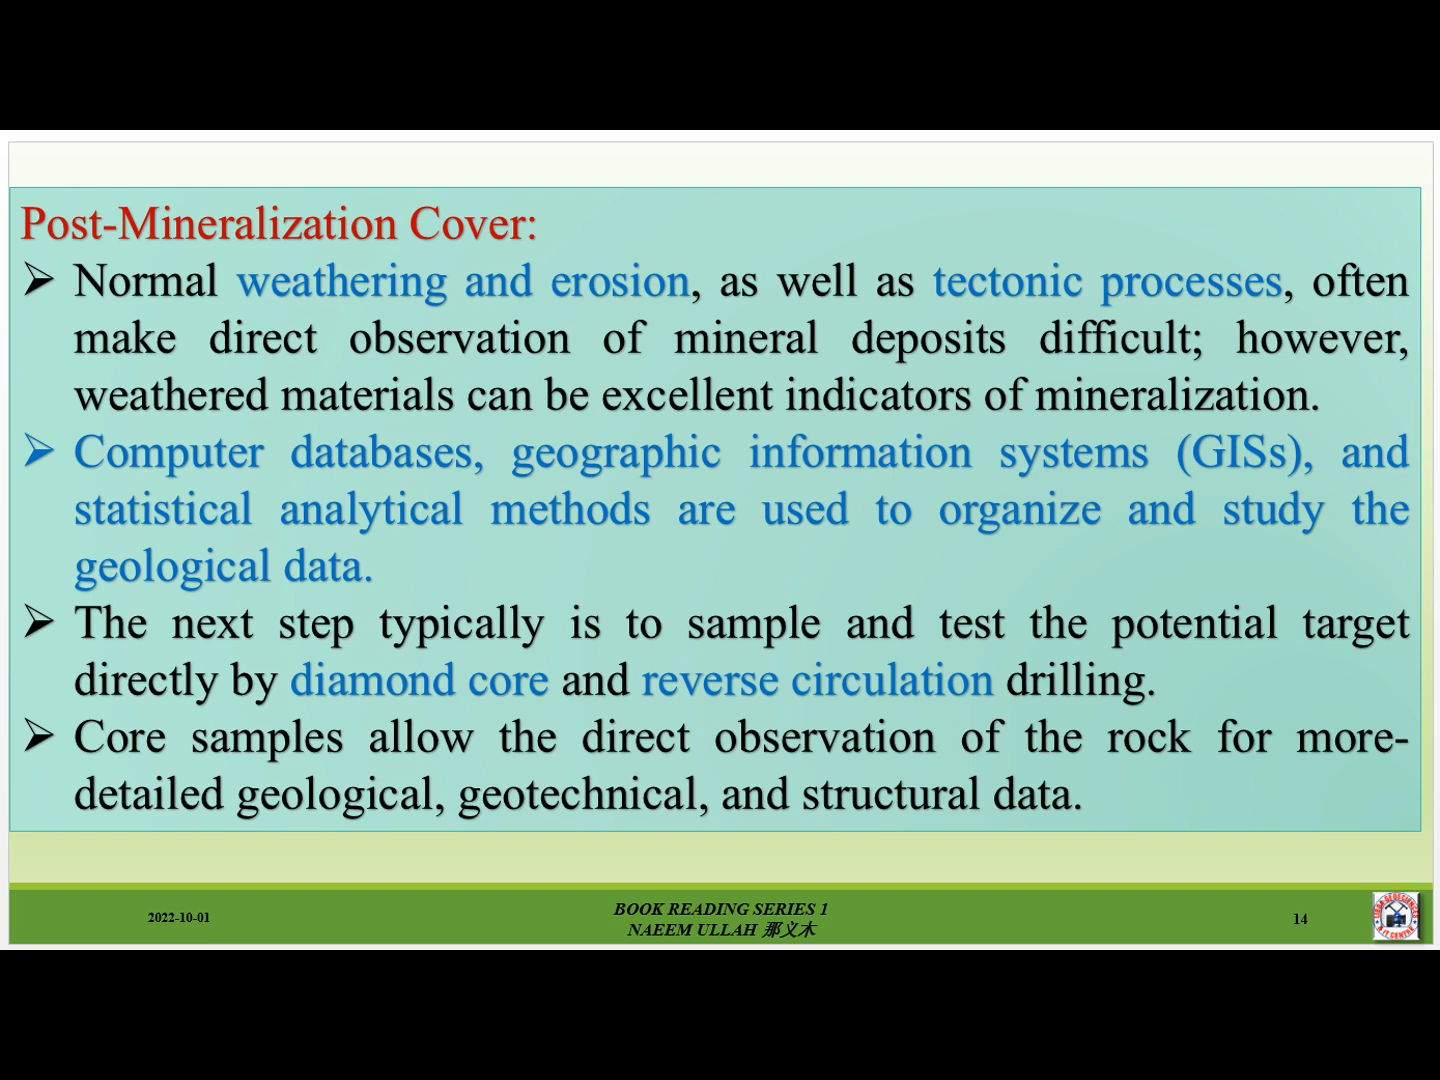 Post-Mineralization Cover:
➢ Normal weathering and erosion, as well as tectonic processes, often
make direct observation of mineral deposits difficult; however,
weathered materials can be excellent indicators of mineralization.
➢ Computer databases, geographic information systems (GISs), and
statistical analytical methods are used to organize and study the
geological data.
➢ The next step typically is to sample and test the potential target
directly by diamond core and reverse circulation drilling.
➢ Core samples allow the direct observation of the rock for more-
detailed geological, geotechnical, and structural data.
2022-10-01
BOOK READING SERIES 1
NAEEM ULLAH 那义木
14
& IT CENTRE